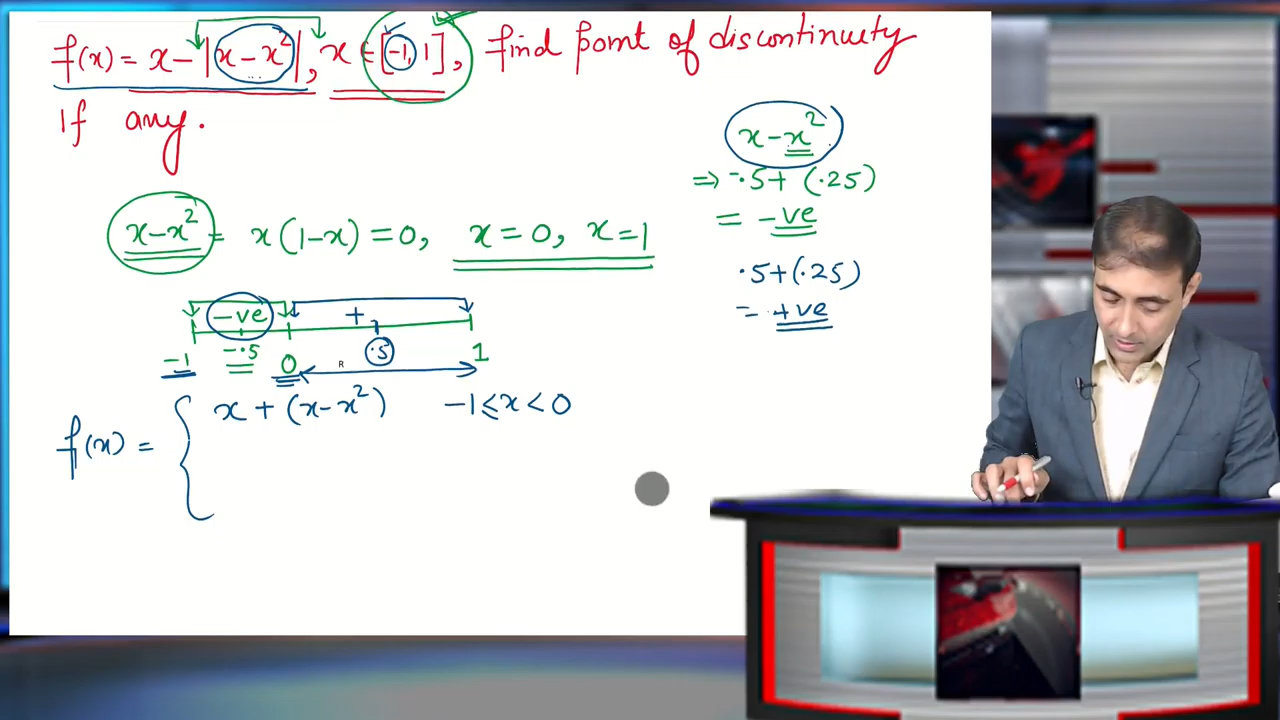 f(x) = x - |x-x²|, x ∈ [-1, 1], find point of discontinuity
If any.
x-x²
⇒ -.5+ (.25)
= -ve
x-x² = x(1-x) = 0, x=0, x=1
.5+(.25)
= +ve
-ve +
-1 -.5 0 R .5 1
f(x) = { x + (x-x²) -1≤x<0